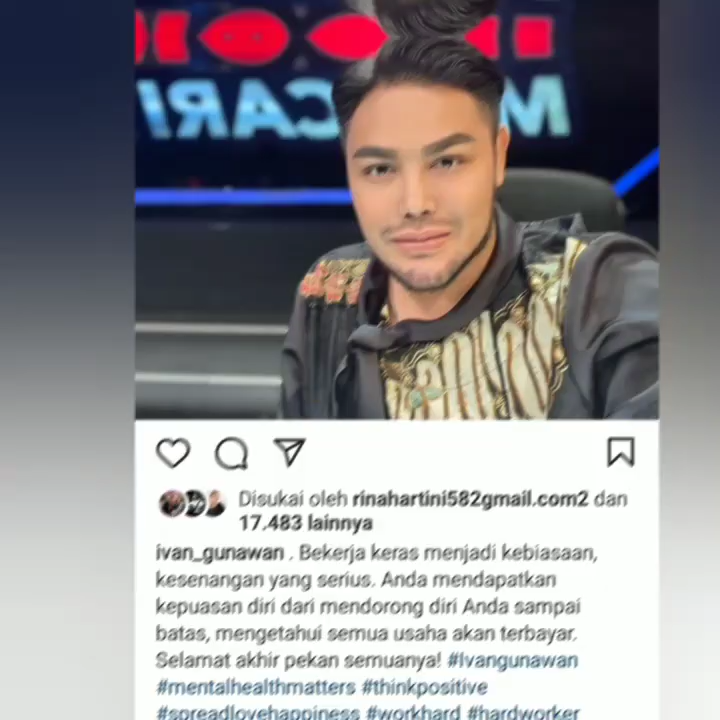 Disukai oleh rinahartini582gmail.com2 dan
17.483 lainnya
ivan_gunawan . Bekerja keras menjadi kebiasaan,
kesenangan yang serius. Anda mendapatkan
kepuasan diri dari mendorong diri Anda sampai
batas, mengetahui semua usaha akan terbayar.
Selamat akhir pekan semuanya! #Ivangunawan
#mentalhealthmatters #thinkpositive
#spreadlovehappiness #workhard #hardworker